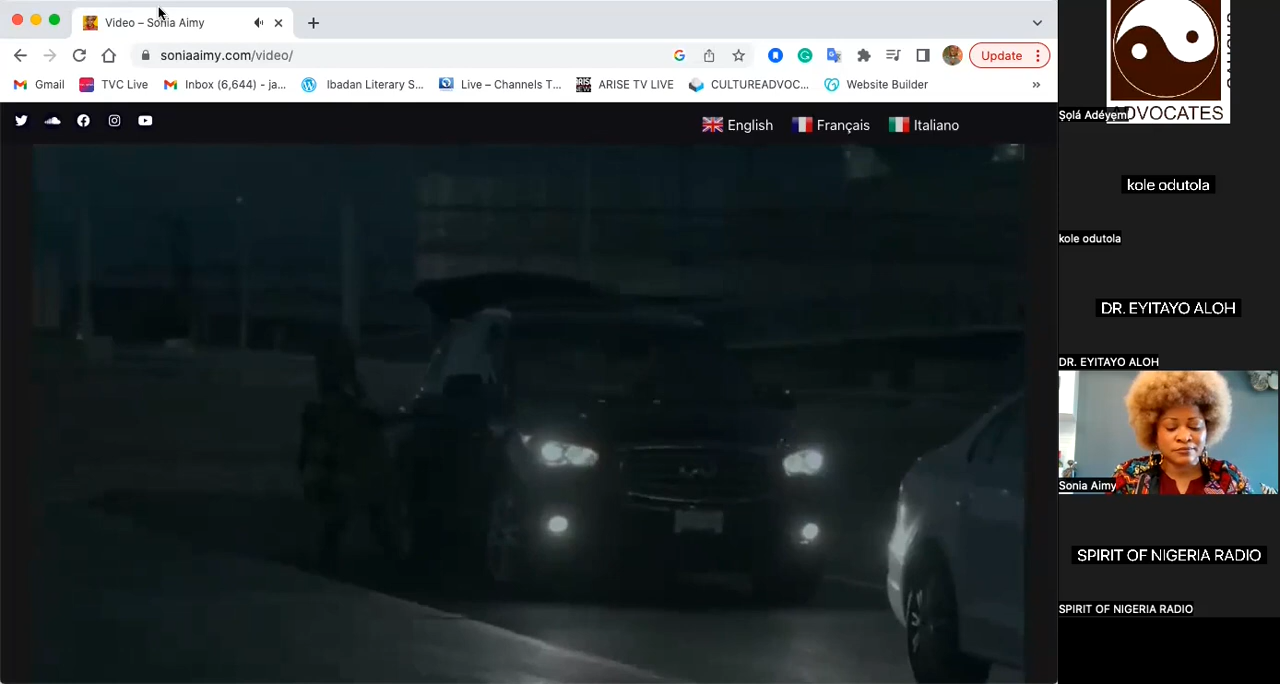 Video – Sonia Aimy
soniaaimy.com/video/
Update
Gmail
TVC Live
Inbox (6,644) - ja...
Ibadan Literary S...
Live – Channels T...
ARISE TV LIVE
CULTUREADVOC...
Website Builder
»
English
Français
Italiano
ADVOCATES
Ṣọlá Adéyemí
kole odutola
kole odutola
DR. EYITAYO ALOH
DR. EYITAYO ALOH
Sonia Aimy
SPIRIT OF NIGERIA RADIO
SPIRIT OF NIGERIA RADIO